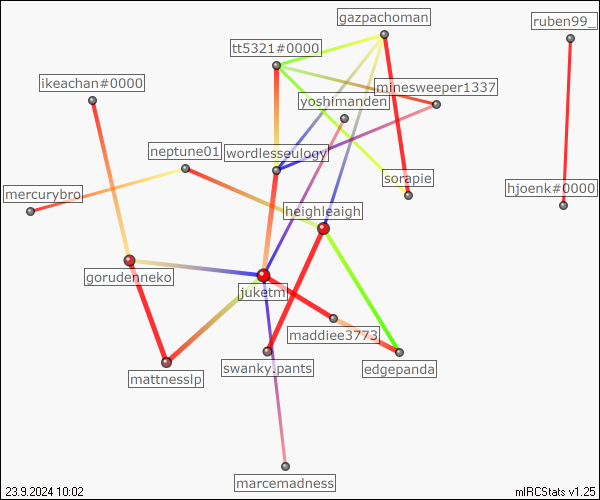 gazpachoman
ruben99_
tt5321#0000
ikeachan#0000
minesweeper1337
yoshimanden
neptune01
wordlesseulogy
sorapie
mercurybro
hjoenk#0000
heighleaigh
gorudenneko
juketm
maddiee3773
swanky.pants
edgepanda
mattnesslp
marcemadness
23.9.2024 10:02
mIRCStats v1.25